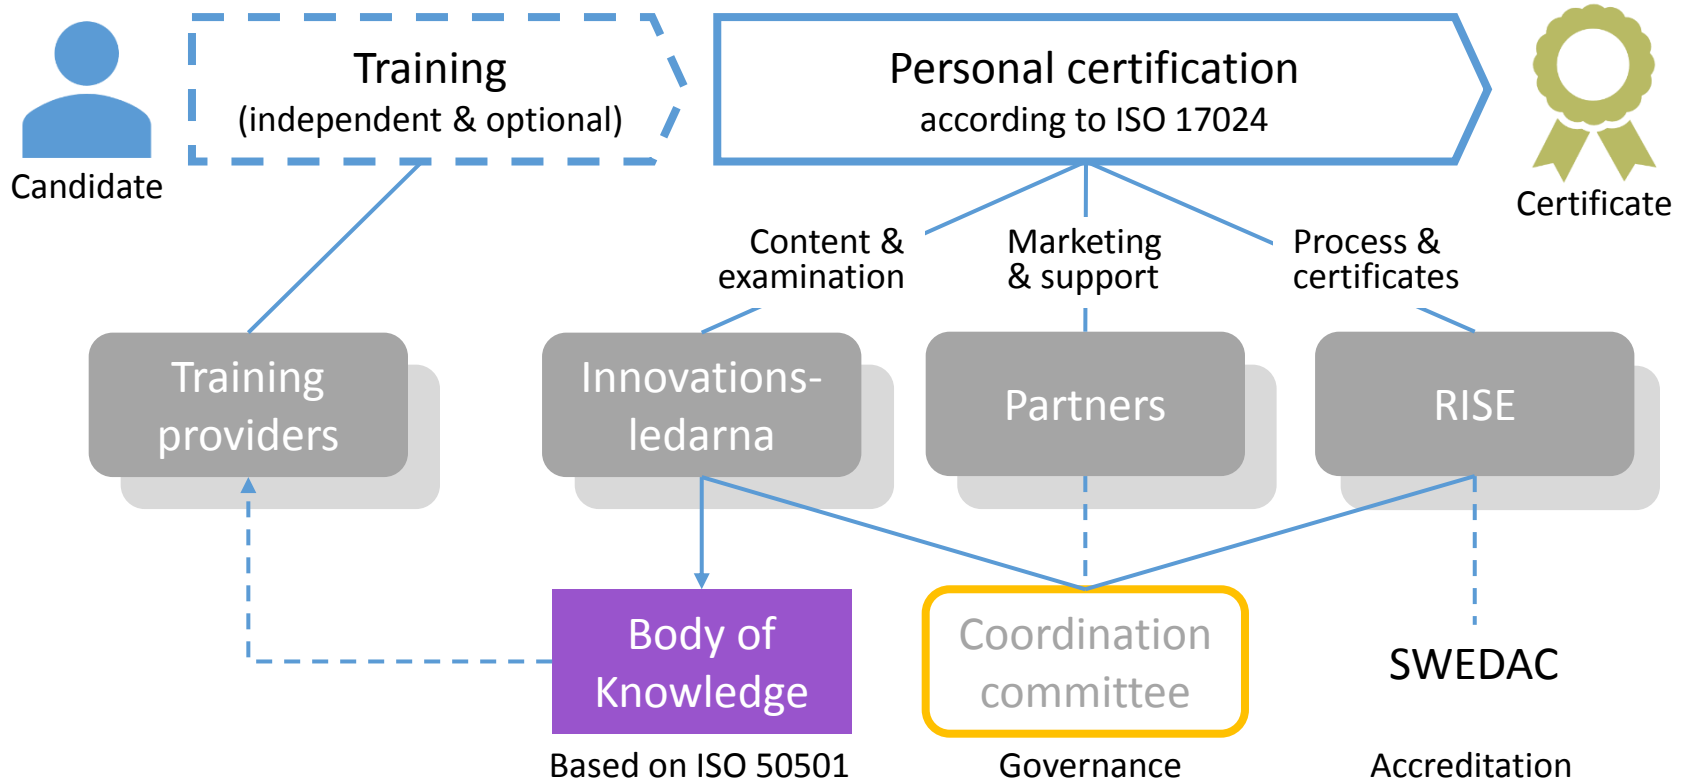 Training
(independent & optional)
Personal certification
according to ISO 17024
Candidate
Certificate
Content &
examination
Marketing
& support
Process &
certificates
Training
providers
Innovations-
ledarna
Partners
RISE
Body of
Knowledge
Coordination
committee
SWEDAC
Based on ISO 50501
Governance
Accreditation